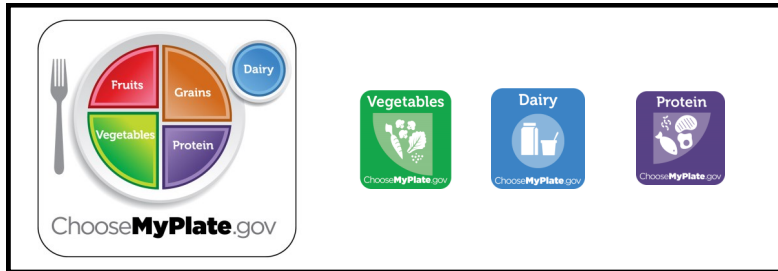 Fruits
Grains
Dairy
Vegetables
Protein
ChooseMyPlate.gov
Vegetables
ChooseMyPlate.gov
Dairy
ChooseMyPlate.gov
Protein
ChooseMyPlate.gov